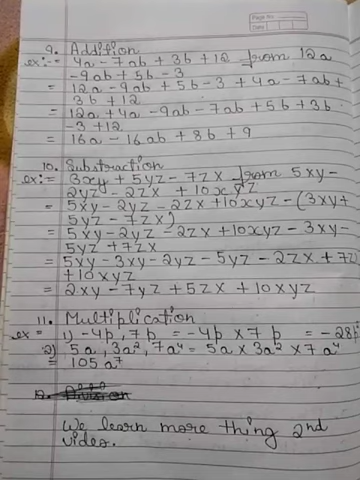 Page No.
Date
9. Addition
ex:-= 4a - 7ab + 3b + 12 from 12a
-9ab + 5b - 3
= 12a - 9ab + 5b - 3 + 4a - 7ab +
3b + 12
= 12a + 4a - 9ab - 7ab + 5b + 3b
-3 + 12
= 16a - 16ab + 8b + 9
10. Substraction
ex:= 3xy + 5yz - 7zx from 5xy -
2yz - 2zx + 10xyz
= 5xy - 2yz - 2zx + 10xyz - (3xy +
5yz - 7zx)
= 5xy - 2yz - 2zx + 10xyz - 3xy -
5yz + 7zx
= 5xy - 3xy - 2yz - 5yz - 2zx + 7zx
+ 10xyz
= 2xy - 7yz + 5zx + 10xyz
11. Multiplication
ex = 1) -4p, 7p = -4p x 7p = -28p²
2) 5a, 3a², 7a⁴ = 5a x 3a² x 7a⁴
= 105a⁷
12. Division
We learn more thing 2nd
video.